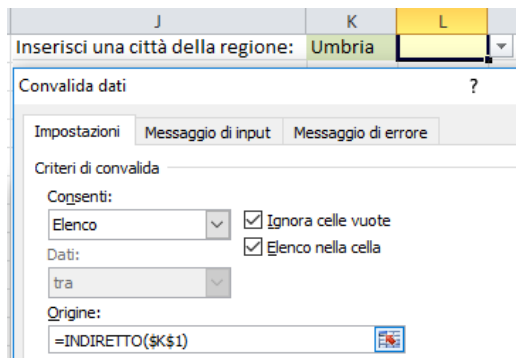 J K L
Inserisci una città della regione: Umbria
Convalida dati ?
Impostazioni Messaggio di input Messaggio di errore
Criteri di convalida
Consenti:
Elenco Ignora celle vuote
Elenco nella cella
Dati:
tra
Origine:
=INDIRETTO($K$1)